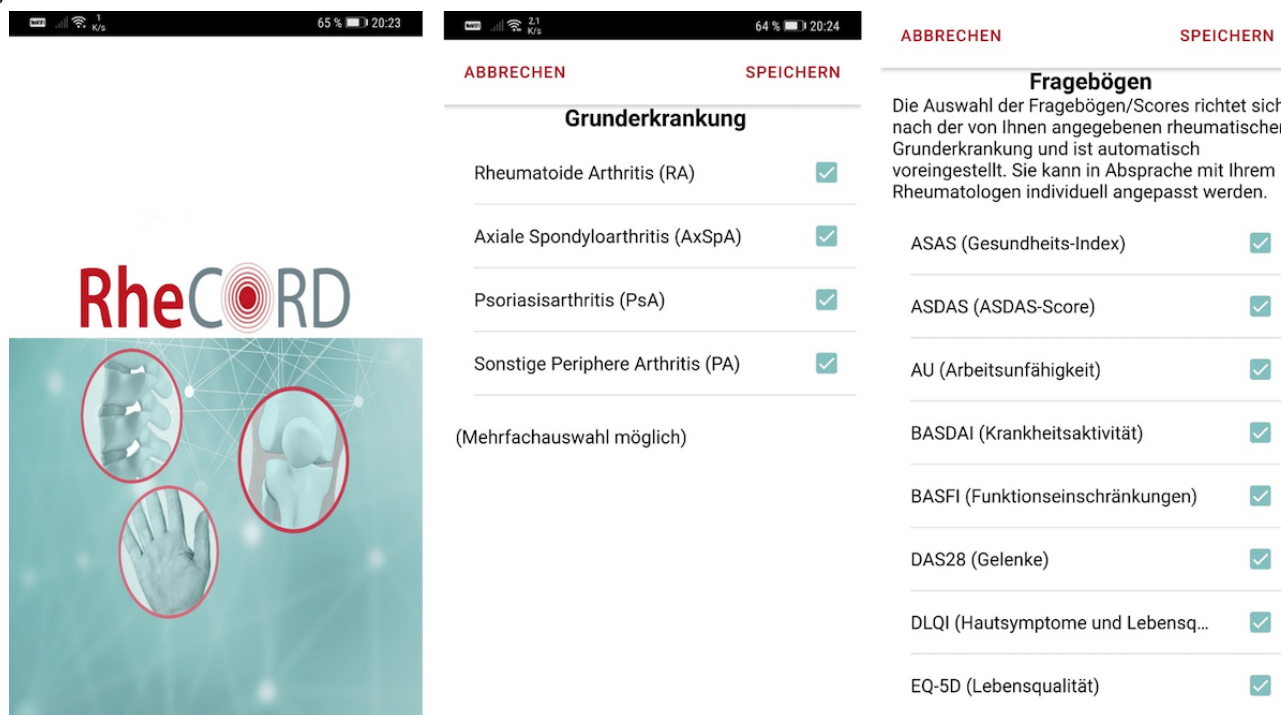 1
K/s
65 % 20:23
RheCORD
2,1
K/s
64 % 20:24
ABBRECHEN SPEICHERN
Grunderkrankung
Rheumatoide Arthritis (RA)
Axiale Spondyloarthritis (AxSpA)
Psoriasisarthritis (PsA)
Sonstige Periphere Arthritis (PA)
(Mehrfachauswahl möglich)
ABBRECHEN SPEICHERN
Fragebögen
Die Auswahl der Fragebögen/Scores richtet sich
nach der von Ihnen angegebenen rheumatischen
Grunderkrankung und ist automatisch
voreingestellt. Sie kann in Absprache mit Ihrem
Rheumatologen individuell angepasst werden.
ASAS (Gesundheits-Index)
ASDAS (ASDAS-Score)
AU (Arbeitsunfähigkeit)
BASDAI (Krankheitsaktivität)
BASFI (Funktionseinschränkungen)
DAS28 (Gelenke)
DLQI (Hautsymptome und Lebensq...
EQ-5D (Lebensqualität)